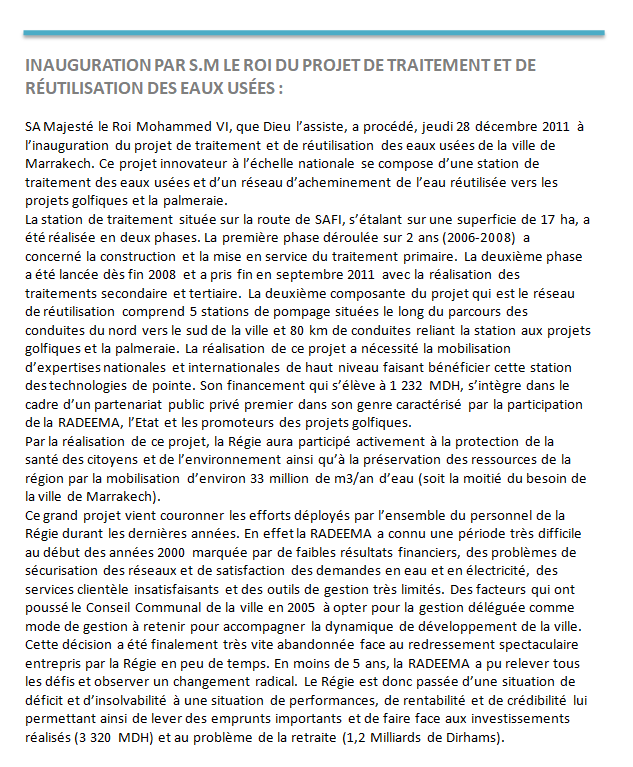 INAUGURATION PAR S.M LE ROI DU PROJET DE TRAITEMENT ET DE
RÉUTILISATION DES EAUX USÉES :
SA Majesté le Roi Mohammed VI, que Dieu l’assiste, a procédé, jeudi 28 décembre 2011 à
l’inauguration du projet de traitement et de réutilisation des eaux usées de la ville de
Marrakech. Ce projet innovateur à l’échelle nationale se compose d’une station de
traitement des eaux usées et d’un réseau d’acheminement de l’eau réutilisée vers les
projets golfiques et la palmeraie.
La station de traitement située sur la route de SAFI, s’étalant sur une superficie de 17 ha, a
été réalisée en deux phases. La première phase déroulée sur 2 ans (2006-2008) a
concerné la construction et la mise en service du traitement primaire. La deuxième phase
a été lancée dès fin 2008 et a pris fin en septembre 2011 avec la réalisation des
traitements secondaire et tertiaire. La deuxième composante du projet qui est le réseau
de réutilisation comprend 5 stations de pompage situées le long du parcours des
conduites du nord vers le sud de la ville et 80 km de conduites reliant la station aux projets
golfiques et la palmeraie. La réalisation de ce projet a nécessité la mobilisation
d’expertises nationales et internationales de haut niveau faisant bénéficier cette station
des technologies de pointe. Son financement qui s’élève à 1 232 MDH, s’intègre dans le
cadre d’un partenariat public privé premier dans son genre caractérisé par la participation
de la RADEEMA, l’Etat et les promoteurs des projets golfiques.
Par la réalisation de ce projet, la Régie aura participé activement à la protection de la
santé des citoyens et de l’environnement ainsi qu’à la préservation des ressources de la
région par la mobilisation d’environ 33 million de m3/an d’eau (soit la moitié du besoin de
la ville de Marrakech).
Ce grand projet vient couronner les efforts déployés par l’ensemble du personnel de la
Régie durant les dernières années. En effet la RADEEMA a connu une période très difficile
au début des années 2000 marquée par de faibles résultats financiers, des problèmes de
sécurisation des réseaux et de satisfaction des demandes en eau et en électricité, des
services clientèle insatisfaisants et des outils de gestion très limités. Des facteurs qui ont
poussé le Conseil Communal de la ville en 2005 à opter pour la gestion déléguée comme
mode de gestion à retenir pour accompagner la dynamique de développement de la ville.
Cette décision a été finalement très vite abandonnée face au redressement spectaculaire
entrepris par la Régie en peu de temps. En moins de 5 ans, la RADEEMA a pu relever tous
les défis et observer un changement radical. Le Régie est donc passée d’une situation de
déficit et d’insolvabilité à une situation de performances, de rentabilité et de crédibilité lui
permettant ainsi de lever des emprunts importants et de faire face aux investissements
réalisés (3 320 MDH) et au problème de la retraite (1,2 Milliards de Dirhams).